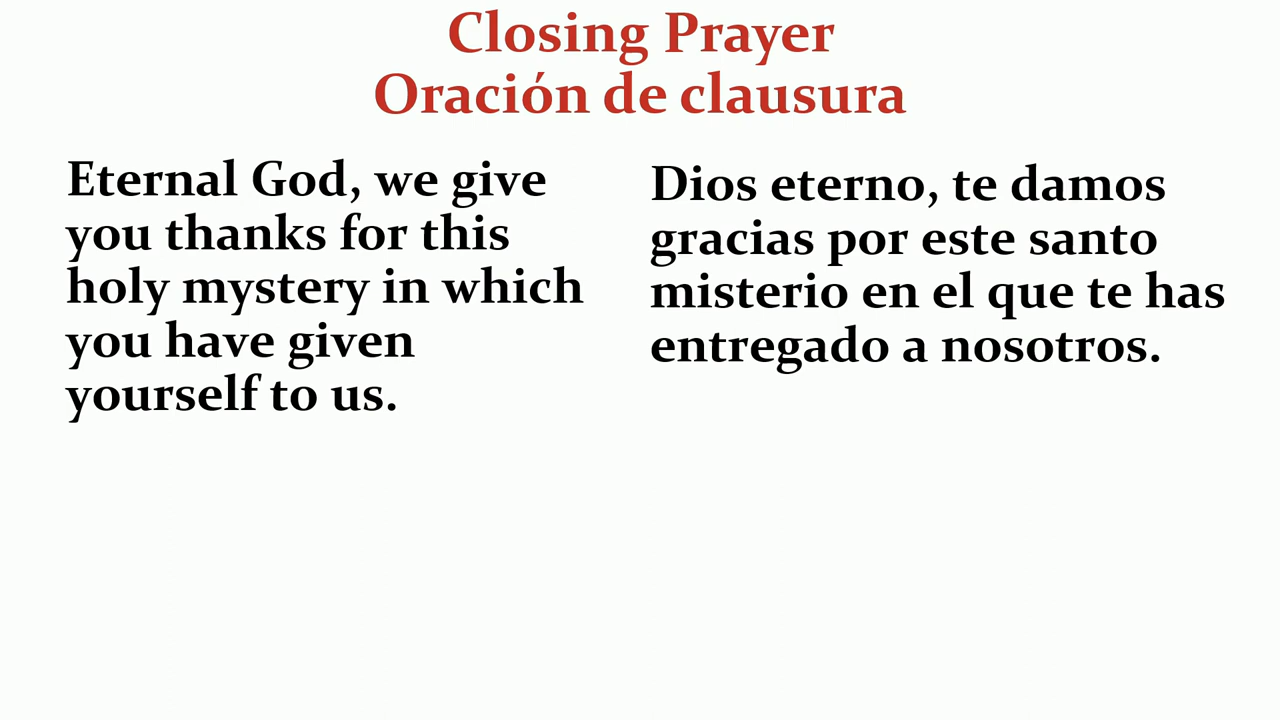 Closing Prayer
Oración de clausura
Eternal God, we give
you thanks for this
holy mystery in which
you have given
yourself to us.
Dios eterno, te damos
gracias por este santo
misterio en el que te has
entregado a nosotros.